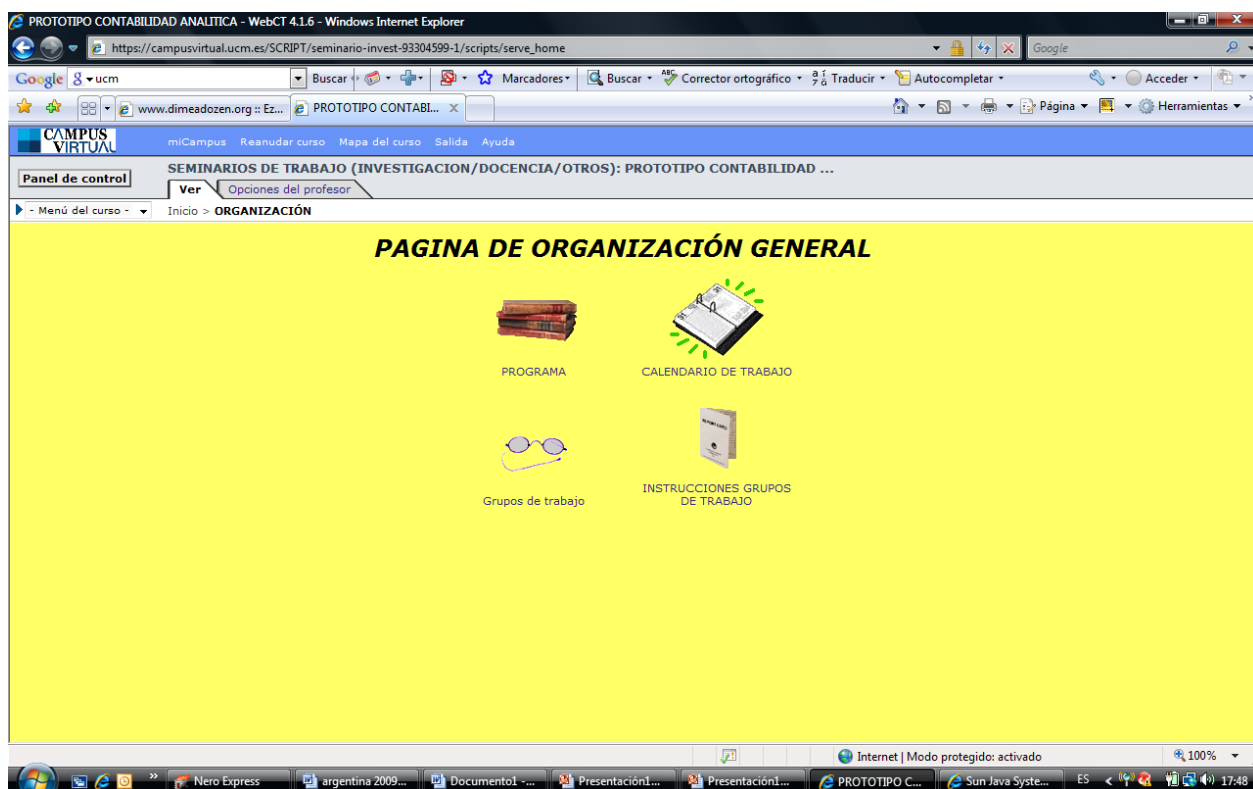 PROTOTIPO CONTABILIDAD ANALITICA - WebCT 4.1.6 - Windows Internet Explorer
https://campusvirtual.ucm.es/SCRIPT/seminario-invest-93304599-1/scripts/serve_home
Google
Google ucm Buscar Marcadores Buscar Corrector ortográfico Traducir Autocompletar Acceder
www.dimeadozen.org :: Ez... PROTOTIPO CONTABI... Página Herramientas
CAMPUS VIRTUAL
miCampus Reanudar curso Mapa del curso Salida Ayuda
Panel de control
SEMINARIOS DE TRABAJO (INVESTIGACION/DOCENCIA/OTROS): PROTOTIPO CONTABILIDAD ...
Ver Opciones del profesor
- Menú del curso - Inicio > ORGANIZACIÓN
PAGINA DE ORGANIZACIÓN GENERAL
PROGRAMA CALENDARIO DE TRABAJO
Grupos de trabajo
INSTRUCCIONES GRUPOS
DE TRABAJO
Internet | Modo protegido: activado 100%
Nero Express argentina 2009... Documento1 -... Presentación1... Presentación1... PROTOTIPO C... Sun Java Syste... ES 17:48